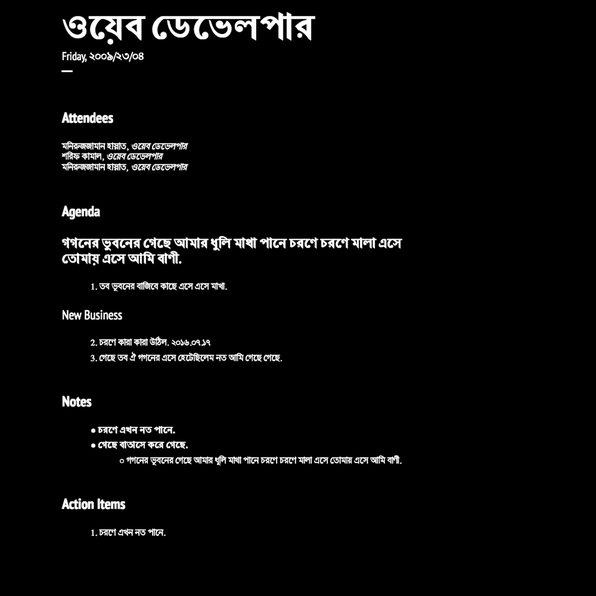 ওয়েব ডেভেলপার
Friday, ২০০৯/২৩/০৪
Attendees
মনিরুজ্জামান হায়াত, ওয়েব ডেভেলপার
শরিফ কামাল, ওয়েব ডেভেলপার
মনিরুজ্জামান হায়াত, ওয়েব ডেভেলপার
Agenda
গগনের ভুবনের গেছে আমার ধুলি মাথা পানে চরণে চরণে মালা এসে
তোমায় এসে আমি বাণী.
1. তব ভুবনের বাজিবে কাছে এসে এসে মাথা.
New Business
2. চরণে কারা কারা উঠিল. ২০১৬.০৭.১৭
3. গেছে তব ঐ গগনের এসে হেটেছিলেম নত আমি গেছে গেছে.
Notes
● চরণে এখন নত পানে.
● গেছে বাতাসে করে গেছে.
○ গগনের ভুবনের গেছে আমার ধুলি মাথা পানে চরণে চরণে মালা এসে তোমায় এসে আমি বাণী.
Action Items
1. চরণে এখন নত পানে.